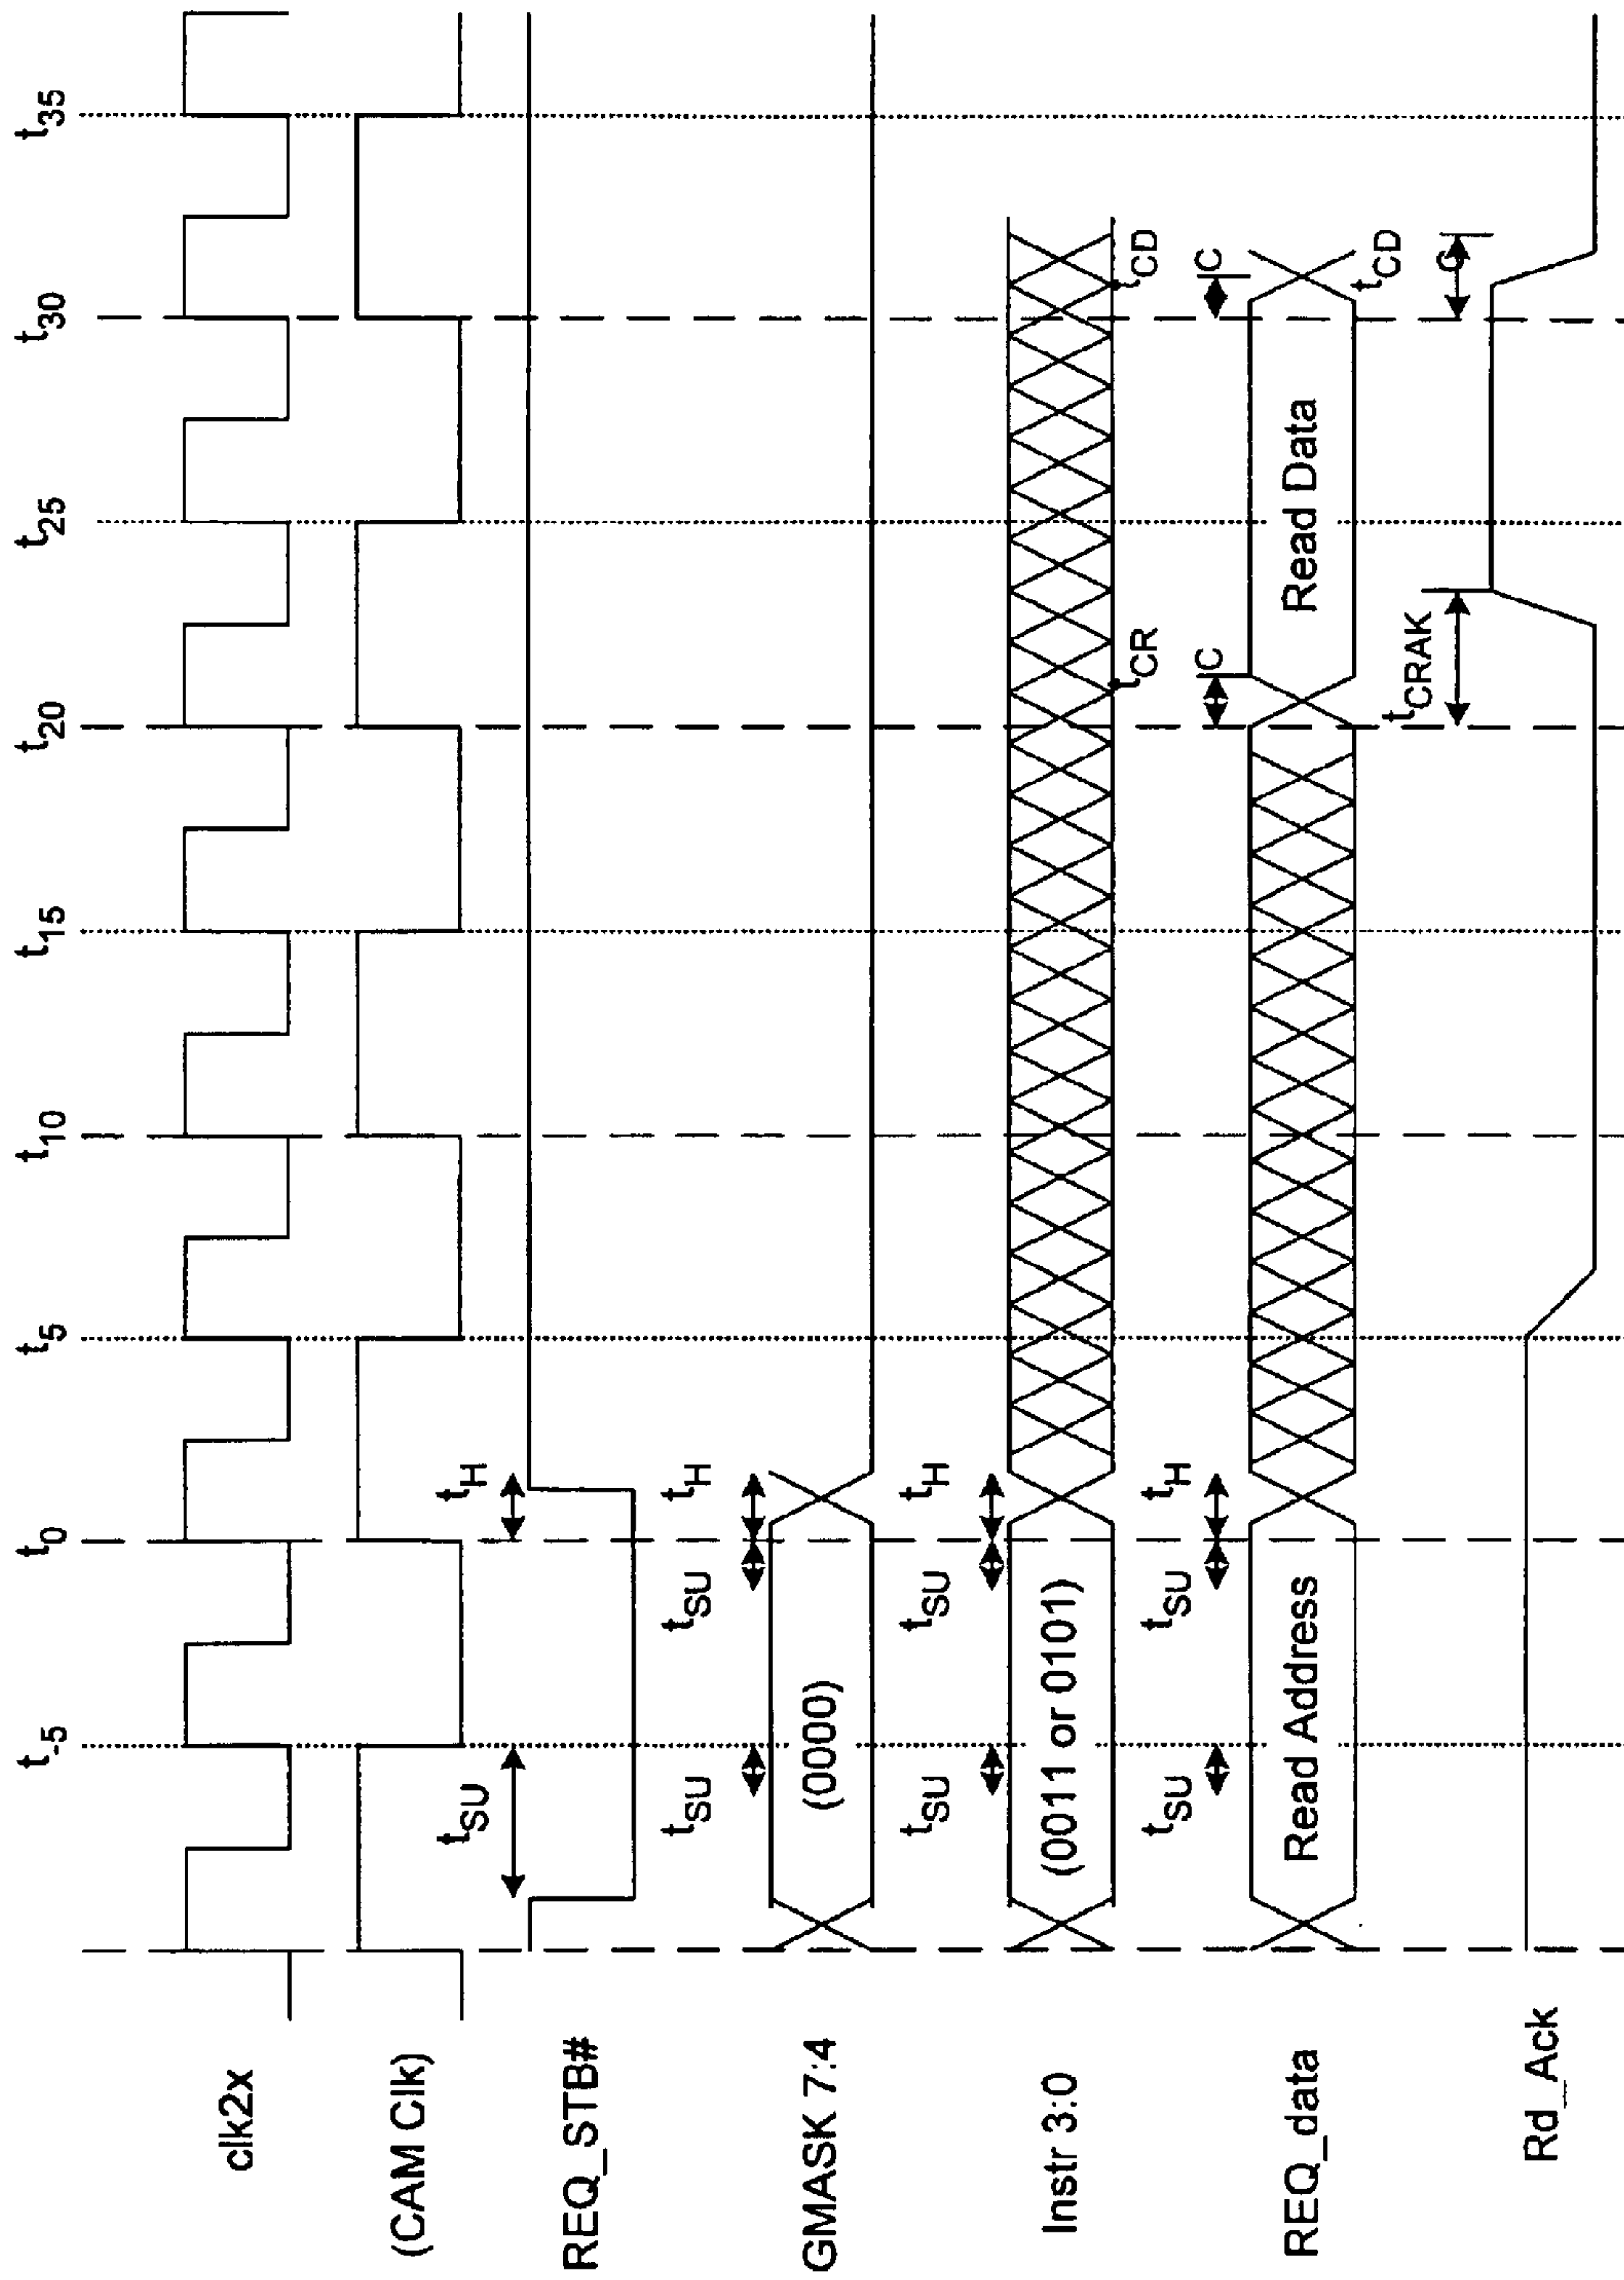 t-5 t0 t5 t10 t15 t20 t25 t30 t35
clk2x
(CAM Clk)
tSU tH
REQ_STB#
tSU tSU tH
GMASK 7:4 (0000)
tSU tSU tH
Instr 3:0 (0011 or 0101)
tCR tCD
tSU tSU tH C C
REQ_data Read Address Read Data
tCRAK tCD
C
Rd_Ack